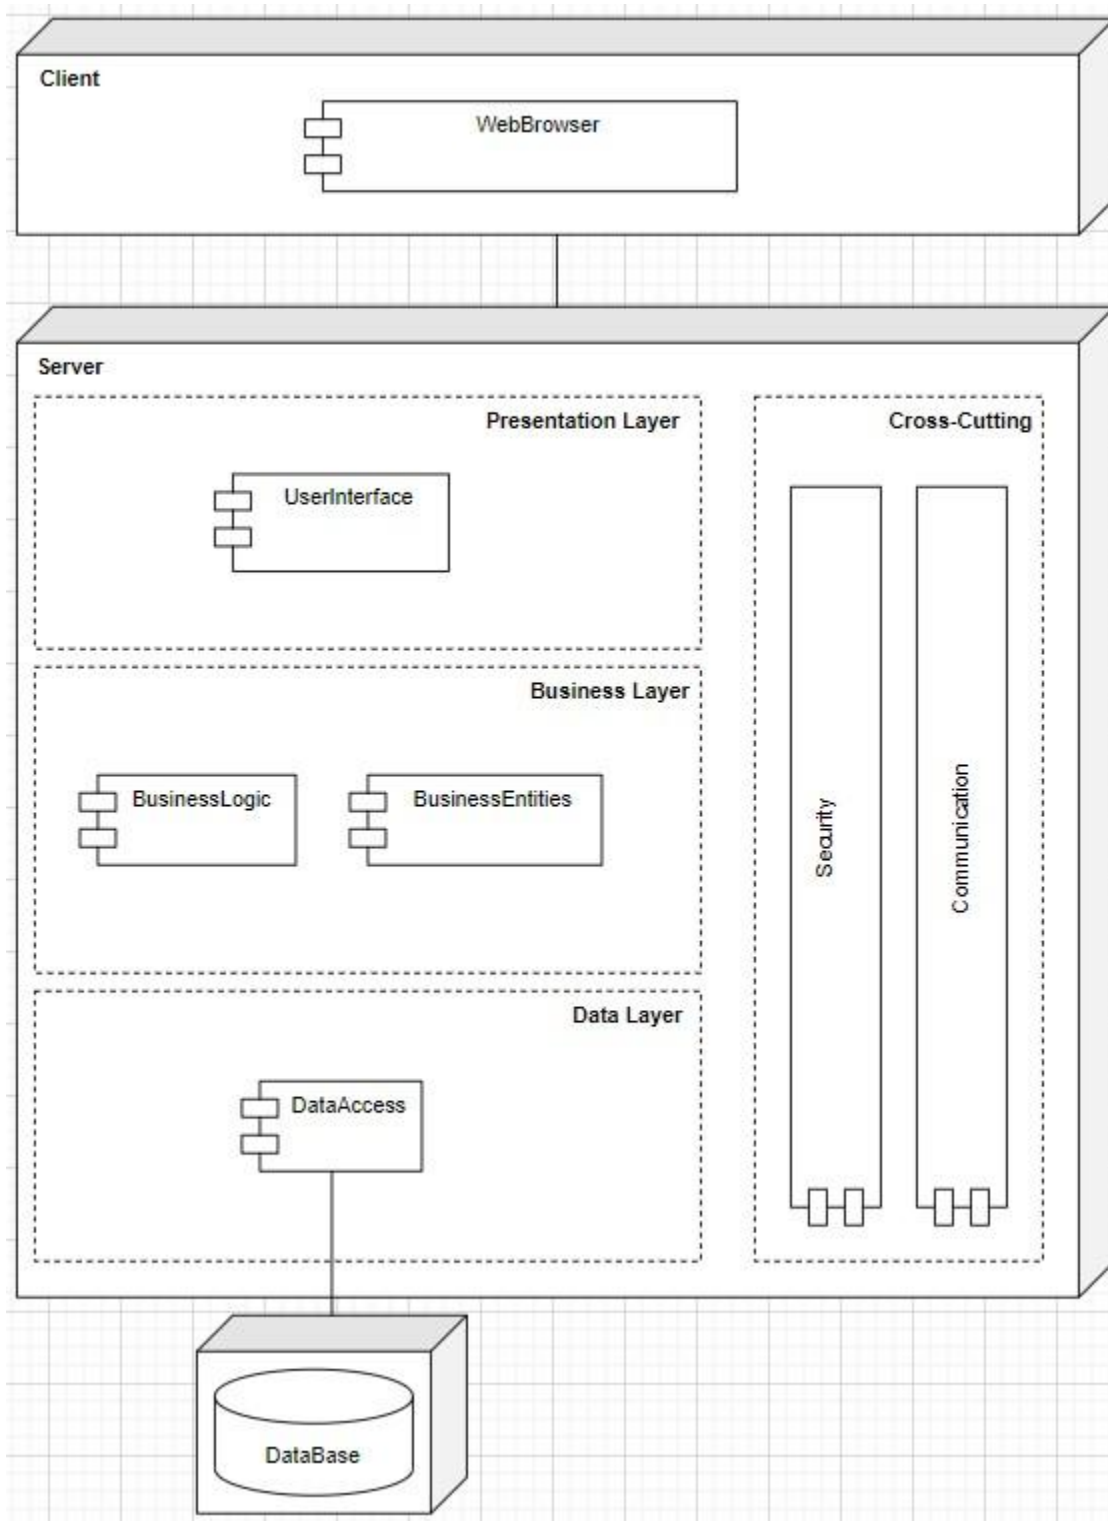 Client
WebBrowser
Server
Presentation Layer
Cross-Cutting
UserInterface
Business Layer
BusinessLogic
BusinessEntities
Security
Communication
Data Layer
DataAccess
DataBase